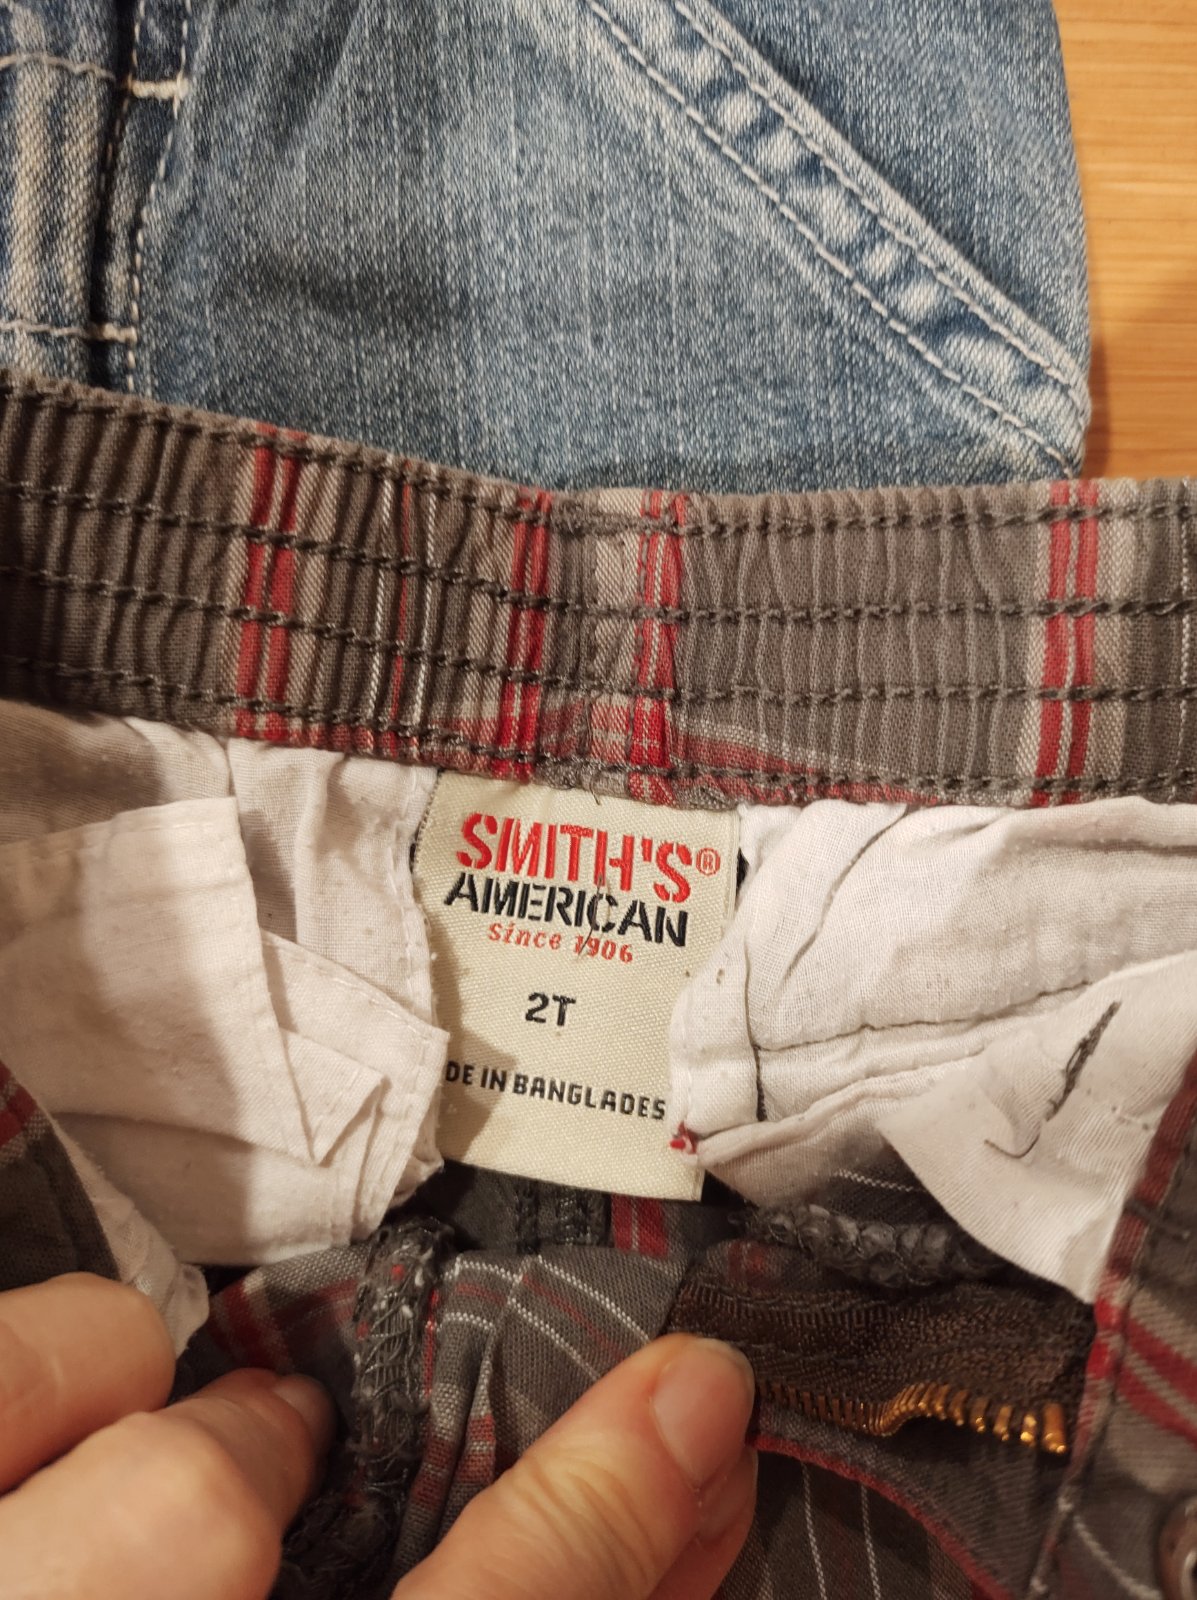 SMITH'S®
AMERICAN
Since 1906
2T
DE IN BANGLADES